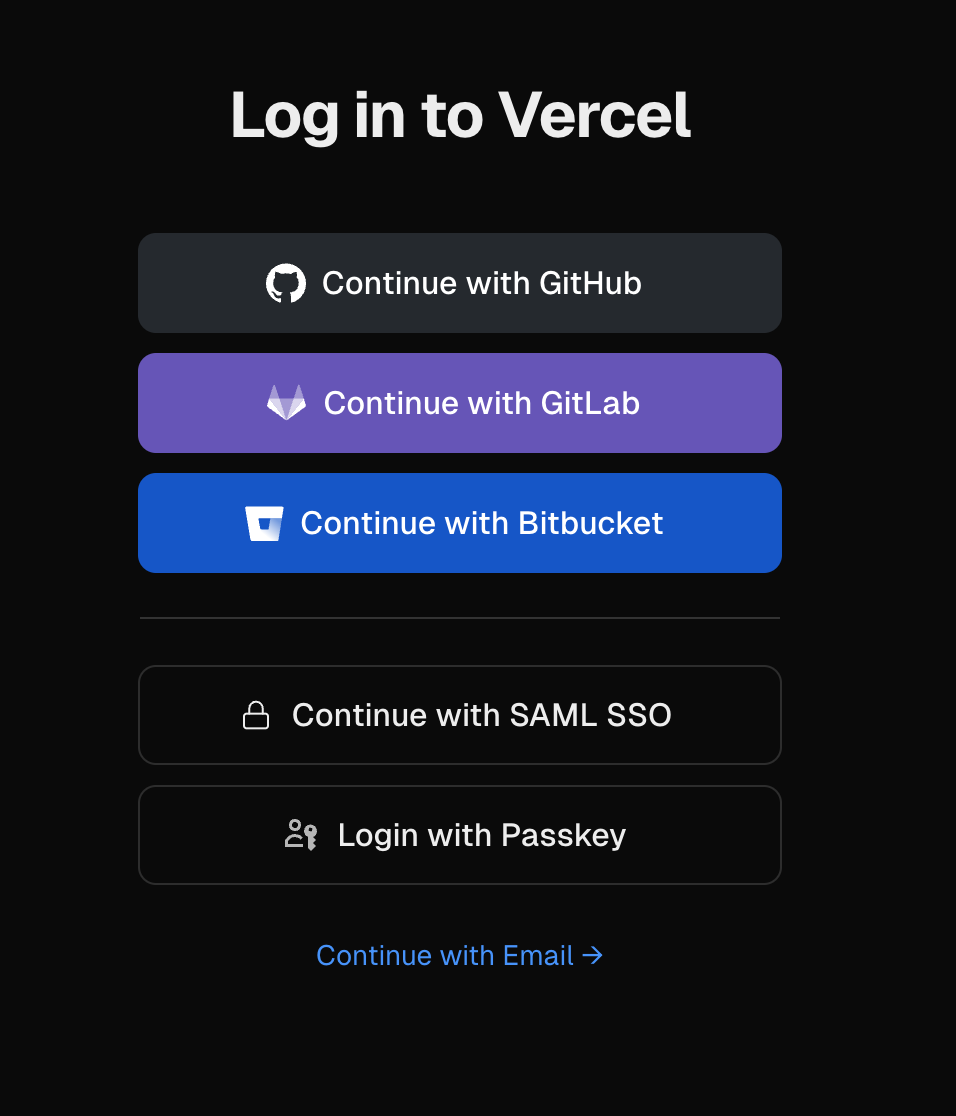 Log in to Vercel
Continue with GitHub
Continue with GitLab
Continue with Bitbucket
Continue with SAML SSO
Login with Passkey
Continue with Email →